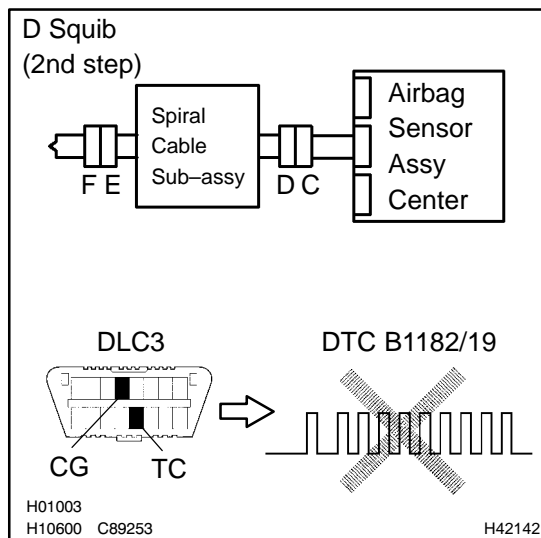 D Squib
(2nd step)
Spiral
Cable
Sub–assy
Airbag
Sensor
Assy
Center
F E
D C
DLC3
DTC B1182/19
CG
TC
H01003
H10600 C89253
H42142